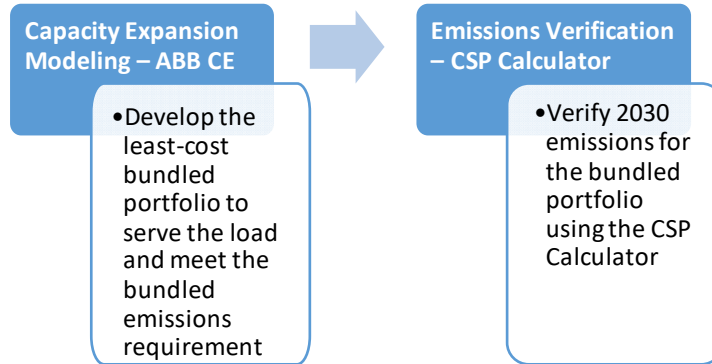 Capacity Expansion
Modeling – ABB CE
•Develop the
least-cost
bundled
portfolio to
serve the load
and meet the
bundled
emissions
requirement
Emissions Verification
– CSP Calculator
•Verify 2030
emissions for
the bundled
portfolio
using the CSP
Calculator